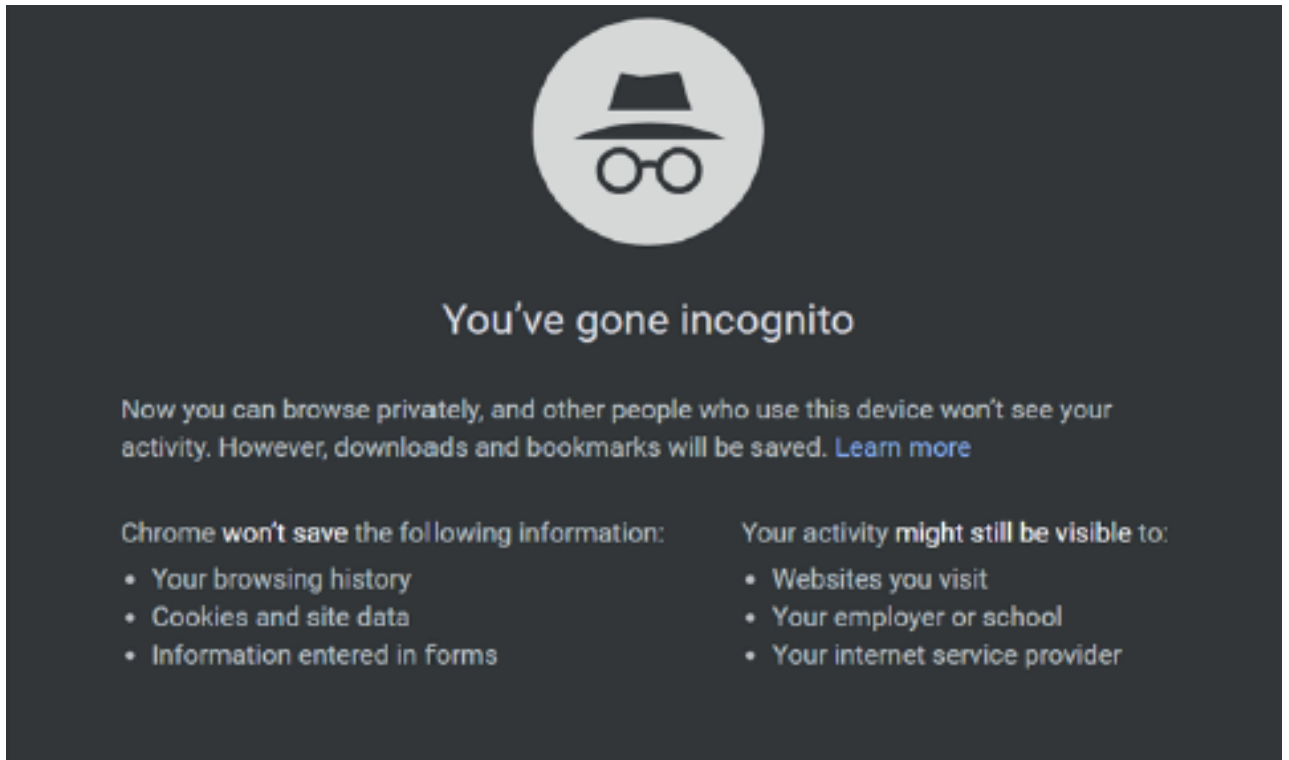 You've gone incognito
Now you can browse privately, and other people who use this device won't see your
activity. However, downloads and bookmarks will be saved. Learn more
Chrome won't save the following information:
• Your browsing history
• Cookies and site data
• Information entered in forms
Your activity might still be visible to:
• Websites you visit
• Your employer or school
• Your internet service provider